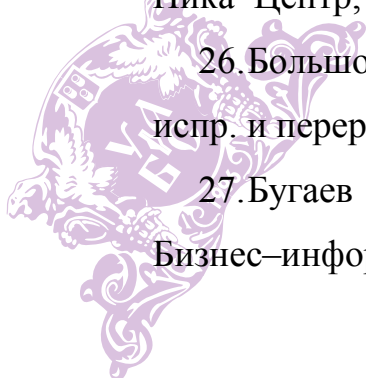 Ника–Центр,
26.Большо
испр. и перер
27.Бугаев
Бизнес–инфор